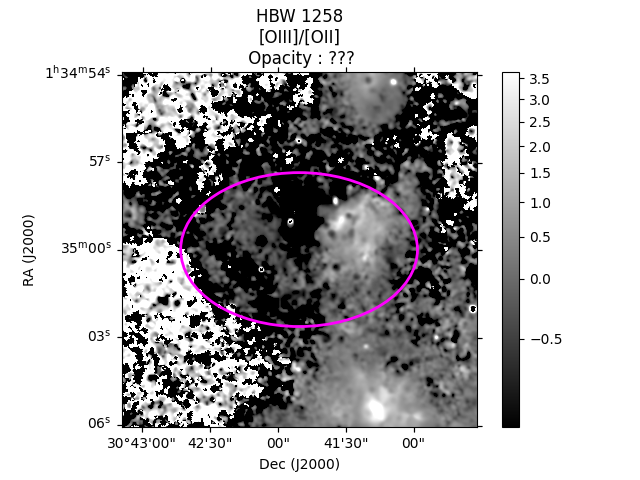 HBW 1258
[OIII]/[OII]
Opacity : ???
1ʰ34ᵐ54ˢ
57ˢ
35ᵐ00ˢ
03ˢ
06ˢ
RA (J2000)
30°43'00" 42'30" 00" 41'30" 00"
Dec (J2000)
3.5
3.0
2.5
2.0
1.5
1.0
0.5
0.0
−0.5